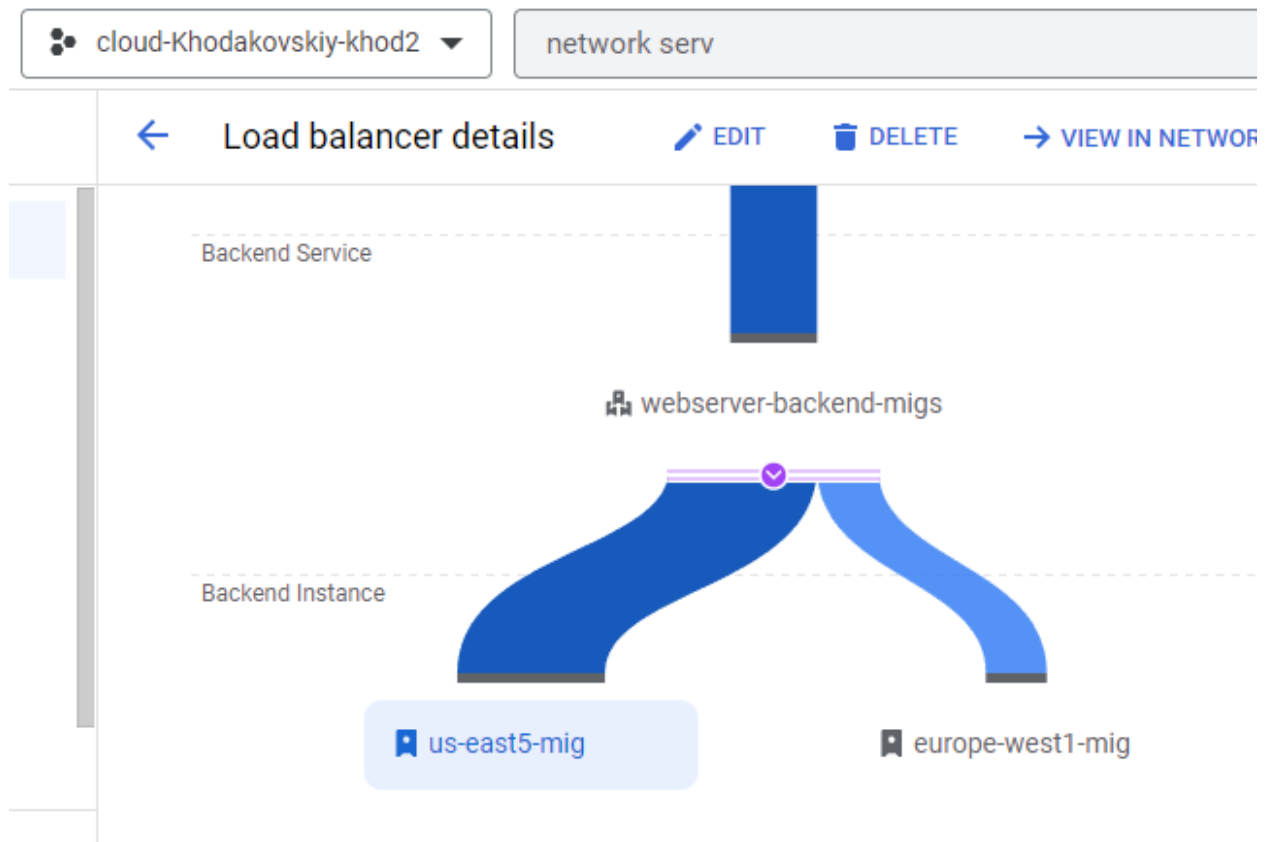 cloud-Khodakovskiy-khod2 network serv
Load balancer details EDIT DELETE VIEW IN NETWOR
Backend Service
webserver-backend-migs
Backend Instance
us-east5-mig europe-west1-mig